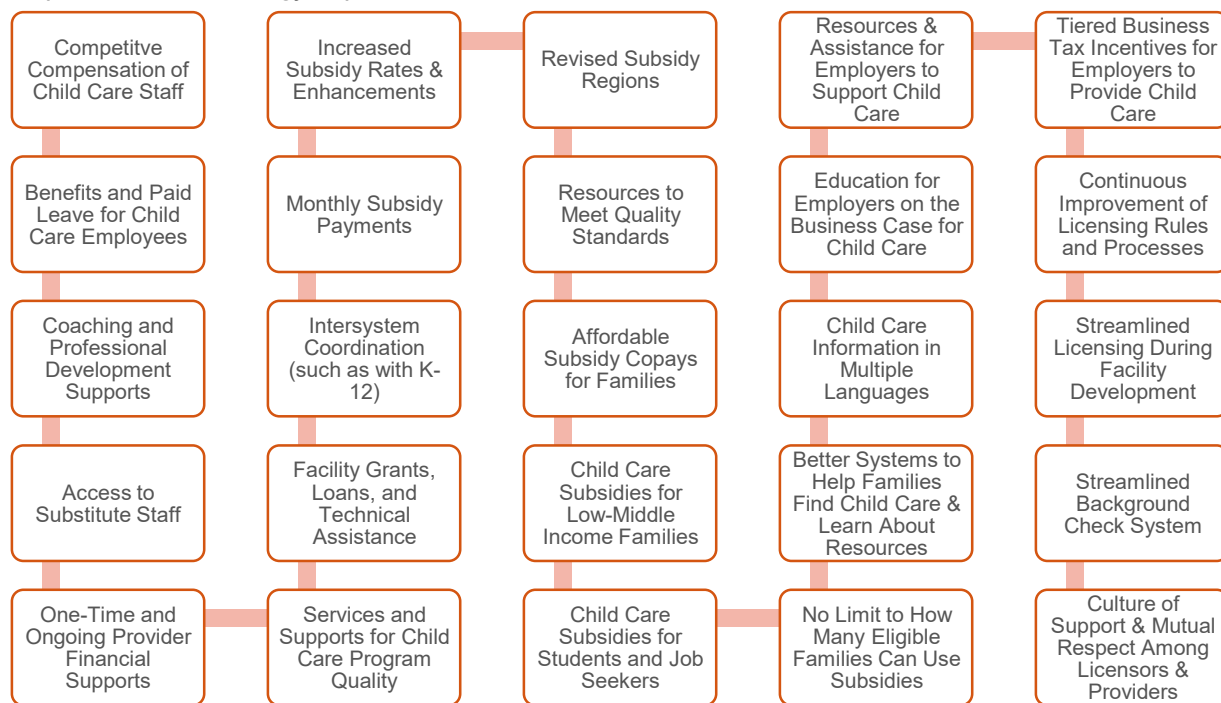 Competitve
Compensation of
Child Care Staff
Benefits and Paid
Leave for Child
Care Employees
Coaching and
Professional
Development
Supports
Access to
Substitute Staff
One-Time and
Ongoing Provider
Financial
Supports
Services and
Supports for Child
Care Program
Quality
Facility Grants,
Loans, and
Technical
Assistance
Intersystem
Coordination
(such as with K-
12)
Monthly Subsidy
Payments
Increased
Subsidy Rates &
Enhancements
Revised Subsidy
Regions
Resources to
Meet Quality
Standards
Affordable
Subsidy Copays
for Families
Child Care
Subsidies for
Low-Middle
Income Families
Child Care
Subsidies for
Students and Job
Seekers
No Limit to How
Many Eligible
Families Can Use
Subsidies
Better Systems to
Help Families
Find Child Care &
Learn About
Resources
Child Care
Information in
Multiple
Languages
Education for
Employers on the
Business Case for
Child Care
Resources &
Assistance for
Employers to
Support Child
Care
Tiered Business
Tax Incentives for
Employers to
Provide Child
Care
Continuous
Improvement of
Licensing Rules
and Processes
Streamlined
Licensing During
Facility
Development
Streamlined
Background
Check System
Culture of
Support & Mutual
Respect Among
Licensors &
Providers